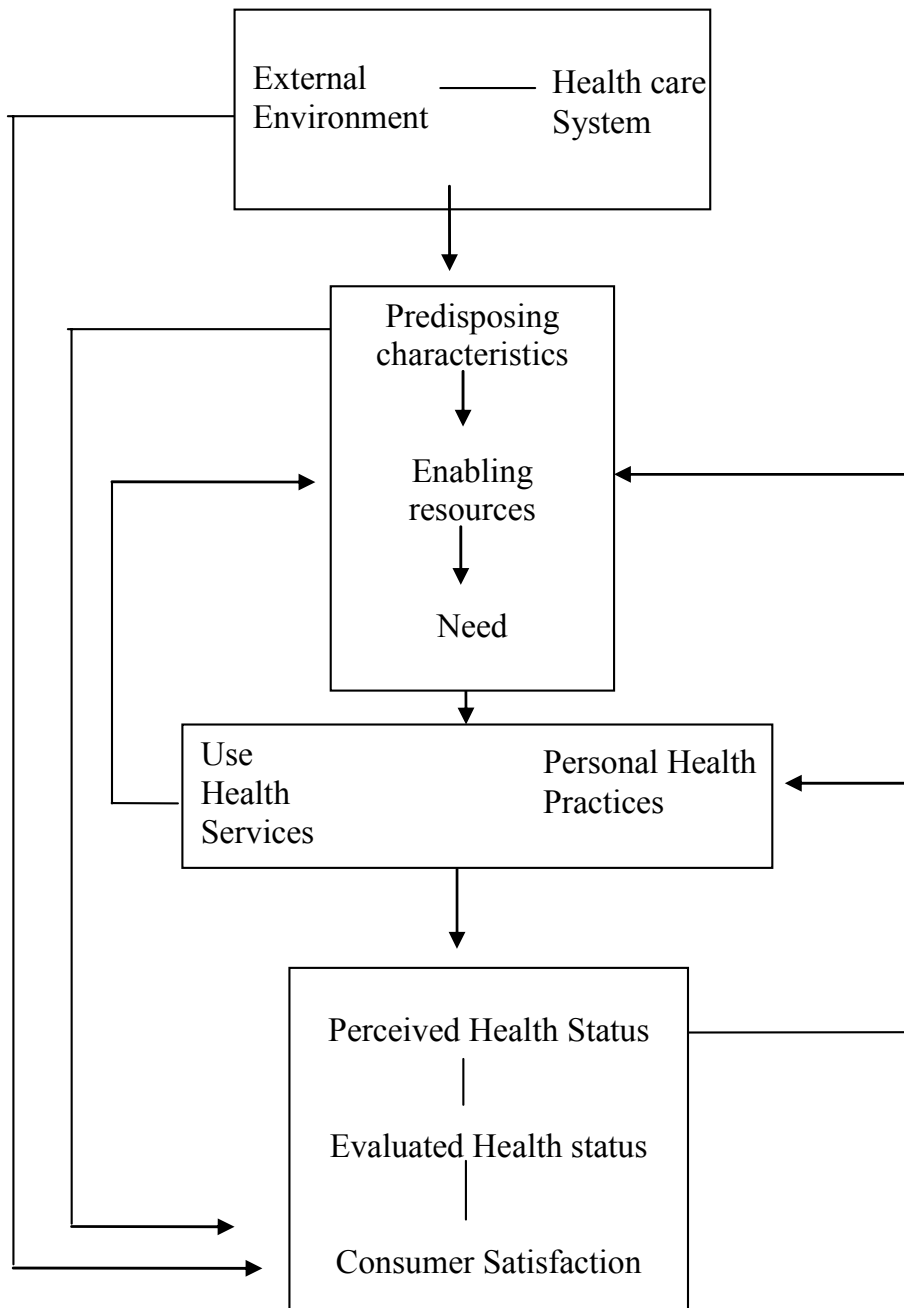 External
Environment
Health care
System
Predisposing
characteristics
Enabling
resources
Need
Use
Health
Services
Personal Health
Practices
Perceived Health Status
Evaluated Health status
Consumer Satisfaction